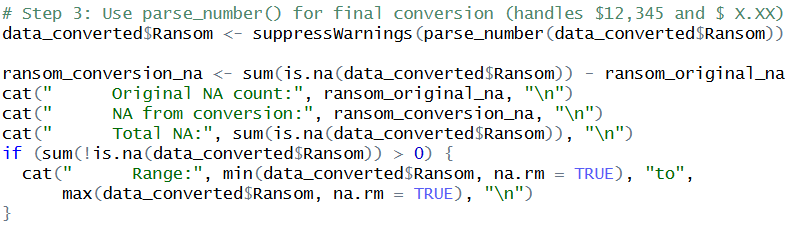 # Step 3: Use parse_number() for final conversion (handles $12,345 and $ X.XX)
data_converted$Ransom <- suppressWarnings(parse_number(data_converted$Ransom))
ransom_conversion_na <- sum(is.na(data_converted$Ransom)) - ransom_original_na
cat("      Original NA count:", ransom_original_na, "\n")
cat("      NA from conversion:", ransom_conversion_na, "\n")
cat("      Total NA:", sum(is.na(data_converted$Ransom)), "\n")
if (sum(!is.na(data_converted$Ransom)) > 0) {
  cat("      Range:", min(data_converted$Ransom, na.rm = TRUE), "to",
      max(data_converted$Ransom, na.rm = TRUE), "\n")
}